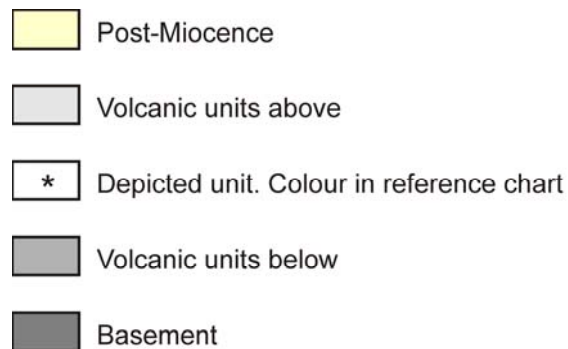 Post-Miocence
Volcanic units above
* Depicted unit. Colour in reference chart
Volcanic units below
Basement